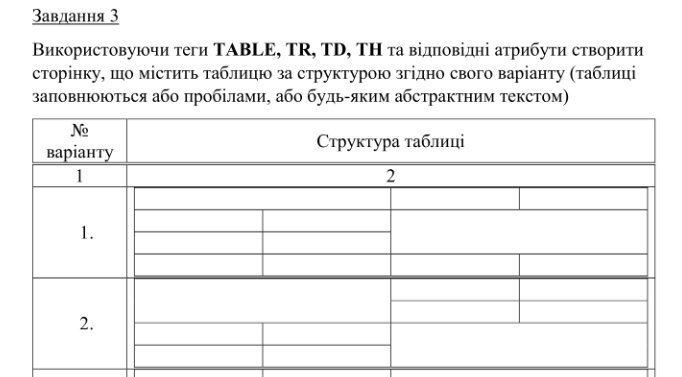 Завдання 3
Використовуючи теги TABLE, TR, TD, TH та відповідні атрибути створити
сторінку, що містить таблицю за структурою згідно свого варіанту (таблиці
заповнюються або пробілами, або будь-яким абстрактним текстом)
№
варіанту
Структура таблиці
1
2
1.
2.